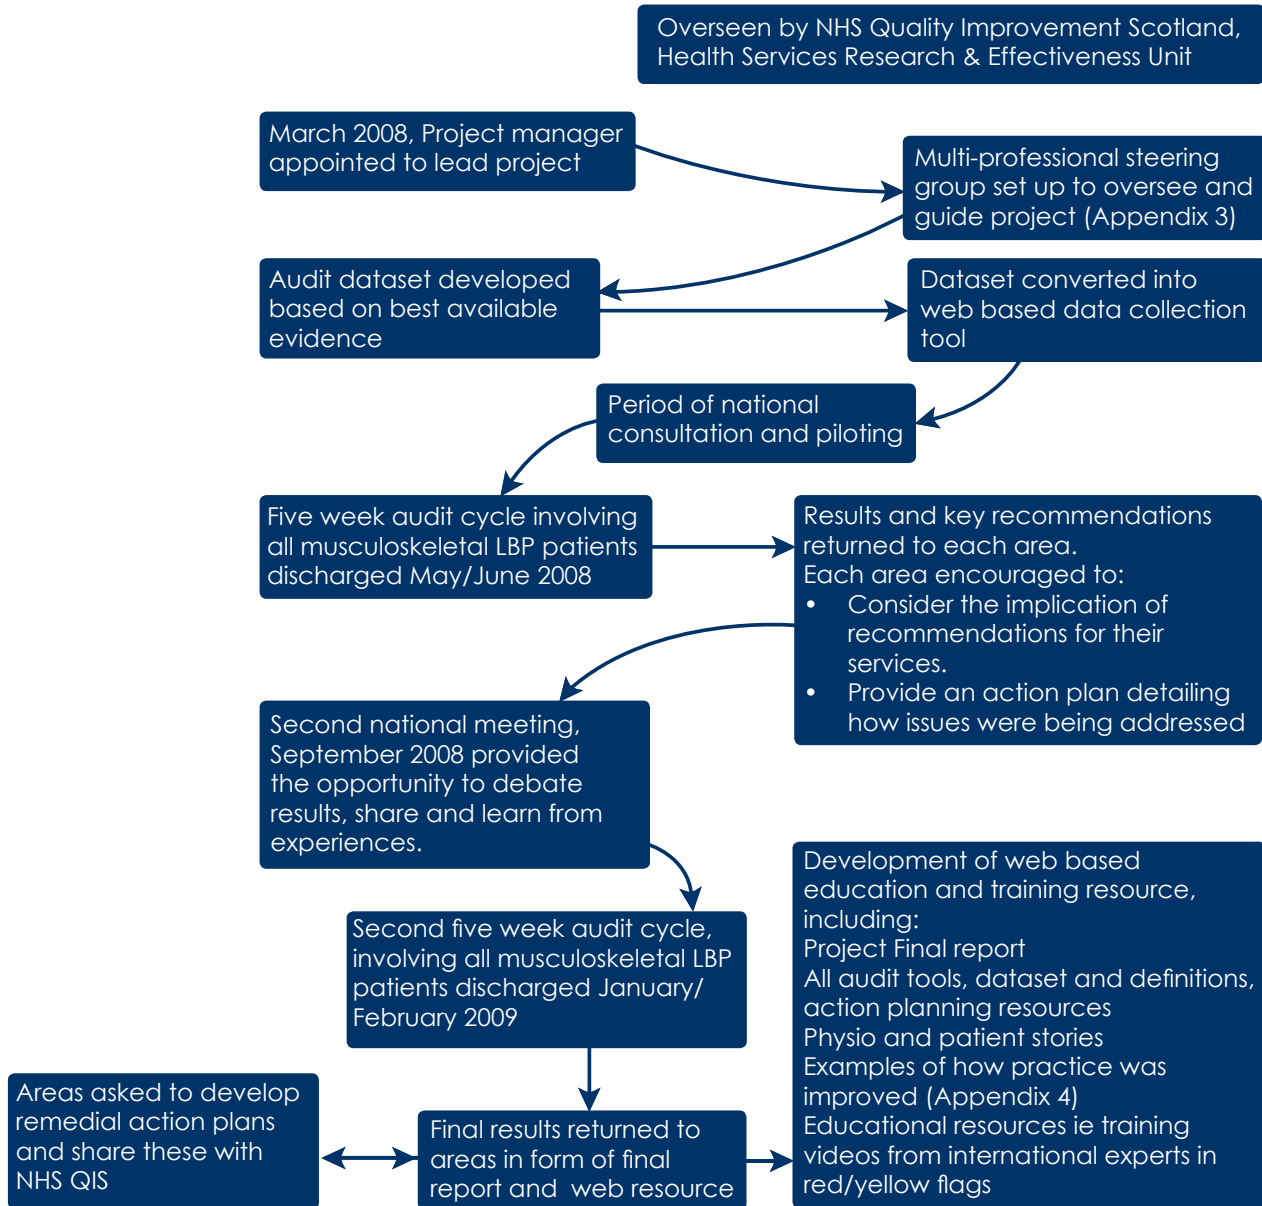 Overseen by NHS Quality Improvement Scotland,
Health Services Research & Effectiveness Unit
March 2008, Project manager
appointed to lead project
Multi-professional steering
group set up to oversee and
guide project (Appendix 3)
Audit dataset developed
based on best available
evidence
Dataset converted into
web based data collection
tool
Period of national
consultation and piloting
Five week audit cycle involving
all musculoskeletal LBP patients
discharged May/June 2008
Results and key recommendations
returned to each area.
Each area encouraged to:
• Consider the implication of
recommendations for their
services.
• Provide an action plan detailing
how issues were being addressed
Second national meeting,
September 2008 provided
the opportunity to debate
results, share and learn from
experiences.
Second five week audit cycle,
involving all musculoskeletal LBP
patients discharged January/
February 2009
Final results returned to
areas in form of final
report and web resource
Areas asked to develop
remedial action plans
and share these with
NHS QIS
Development of web based
education and training resource,
including:
Project Final report
All audit tools, dataset and definitions,
action planning resources
Physio and patient stories
Examples of how practice was
improved (Appendix 4)
Educational resources ie training
videos from international experts in
red/yellow flags